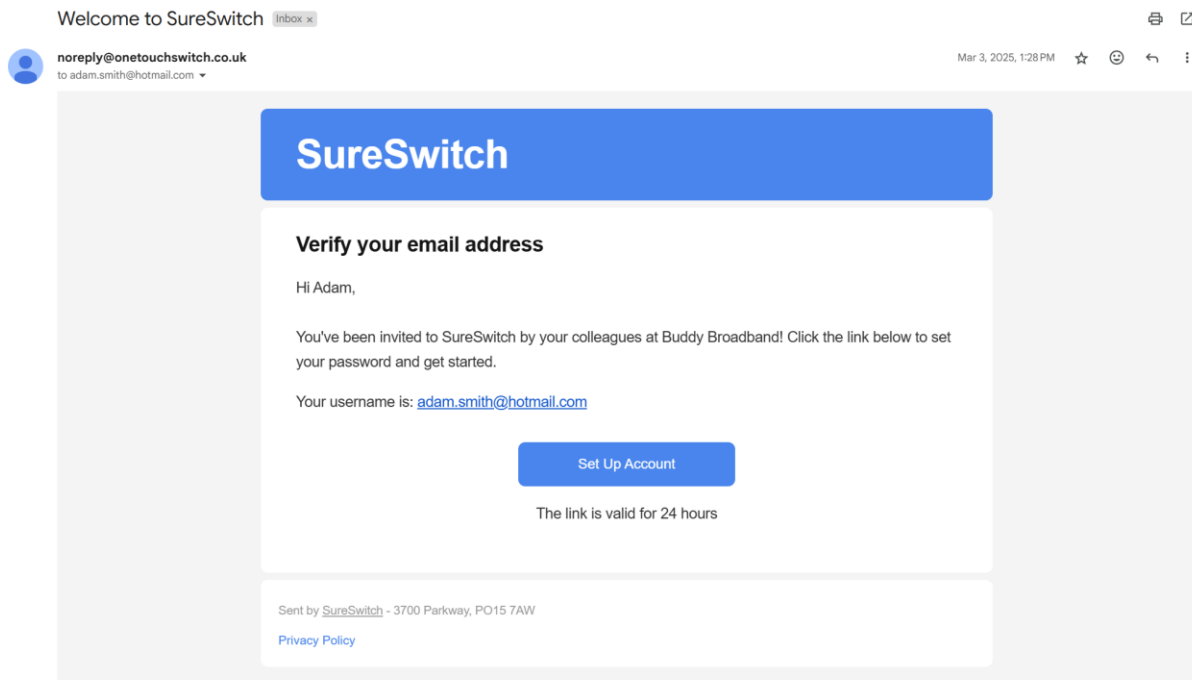 Welcome to SureSwitch Inbox ×
noreply@onetouchswitch.co.uk
Mar 3, 2025, 1:28 PM
to adam.smith@hotmail.com
SureSwitch
Verify your email address
Hi Adam,
You've been invited to SureSwitch by your colleagues at Buddy Broadband! Click the link below to set
your password and get started.
Your username is: adam.smith@hotmail.com
Set Up Account
The link is valid for 24 hours
Sent by SureSwitch - 3700 Parkway, PO15 7AW
Privacy Policy